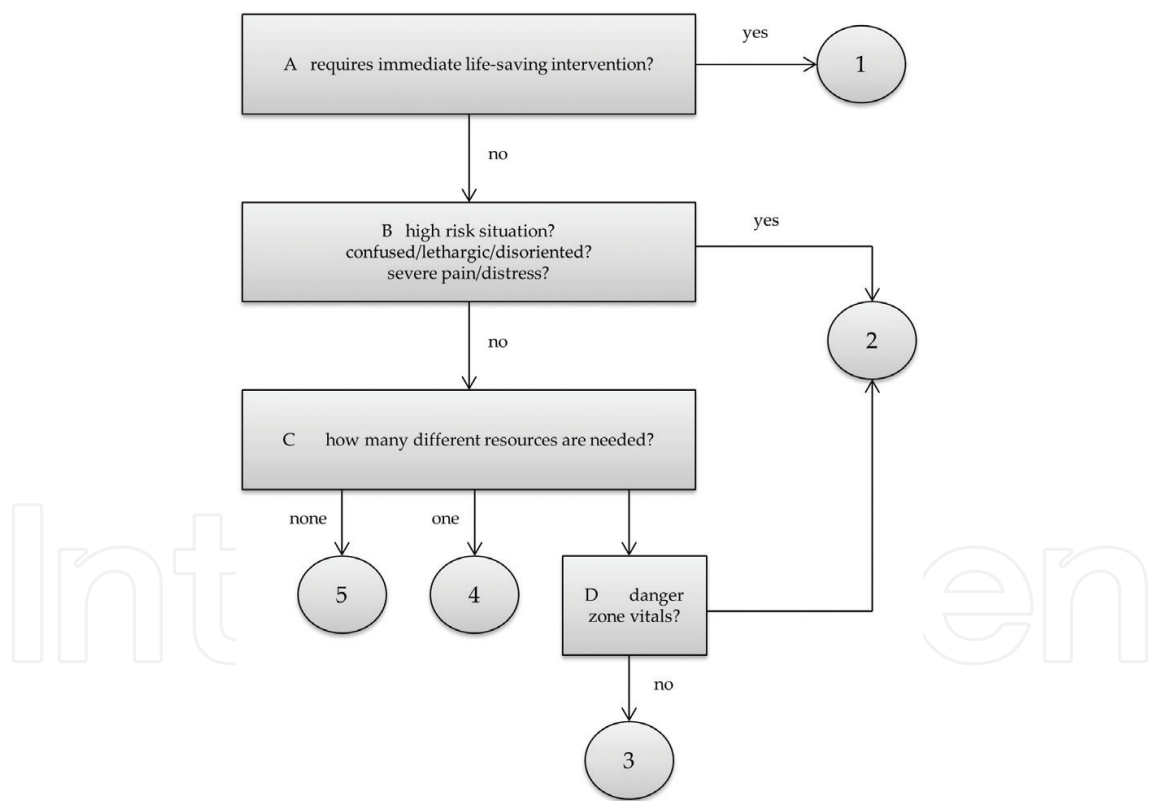 A requires immediate life-saving intervention?
yes
1
no
B high risk situation?
confused/lethargic/disoriented?
severe pain/distress?
yes
2
no
C how many different resources are needed?
none
one
5
4
D danger
zone vitals?
no
3